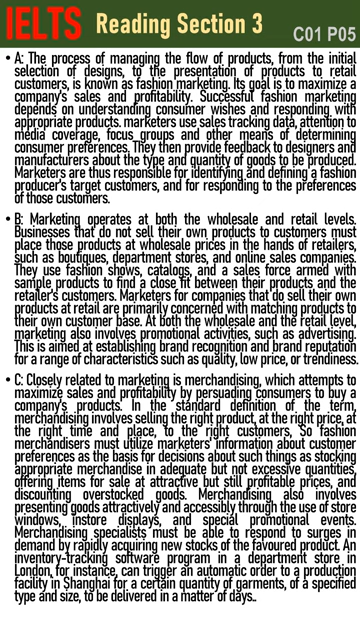 IELTS Reading Section 3 C01 P05
• A: The process of managing the flow of products, from the initial
selection of designs, to the presentation of products to retail
customers, is known as fashion marketing. Its goal is to maximize a
company's sales and profitability. Successful fashion marketing
depends on understanding consumer wishes and responding with
appropriate products. marketers use sales tracking data, attention to
media coverage, focus groups and other means of determining
consumer preferences. They then provide feedback to designers and
manufacturers about the type and quantity of goods to be produced.
Marketers are thus responsible for identifying and defining a fashion
producer's target customers, and for responding to the preferences
of those customers.
• B: Marketing operates at both the wholesale and retail levels.
Businesses that do not sell their own products to customers must
place those products at wholesale prices in the hands of retailers,
such as boutiques, department stores, and online sales companies.
They use fashion shows, catalogs, and a sales force armed with
sample products to find a close fit between their products and the
retailer's customers. Marketers for companies that do sell their own
products at retail are primarily concerned with matching products to
their own customer base. At both the wholesale and the retail level,
marketing also involves promotional activities, such as advertising.
This is aimed at establishing brand recognition and brand reputation
for a range of characteristics such as quality, low price, or trendiness.
• C: Closely related to marketing is merchandising, which attempts to
maximize sales and profitability by persuading consumers to buy a
company's products. In the standard definition of the term,
merchandising involves selling the right product, at the right price, at
the right time and place, to the right customers, So fashion
merchandisers must utilize marketers' information about customer
preferences as the basis for decisions about such things as stocking
appropriate merchandise in adequate but not excessive quantities,
offering items for sale at attractive but still profitable prices, and
discounting overstocked goods. Merchandising also involves
presenting goods attractively and accessibly through the use of store
windows, instore displays, and special promotional events.
Merchandising specialists must be able to respond to surges in
demand by rapidly acquiring new stocks of the favoured product. An
inventory-tracking software program in a department store in
London, for instance, can trigger an automatic order to a production
facility in Shanghai for a certain quantity of garments, of a specified
type and size, to be delivered in a matter of days..